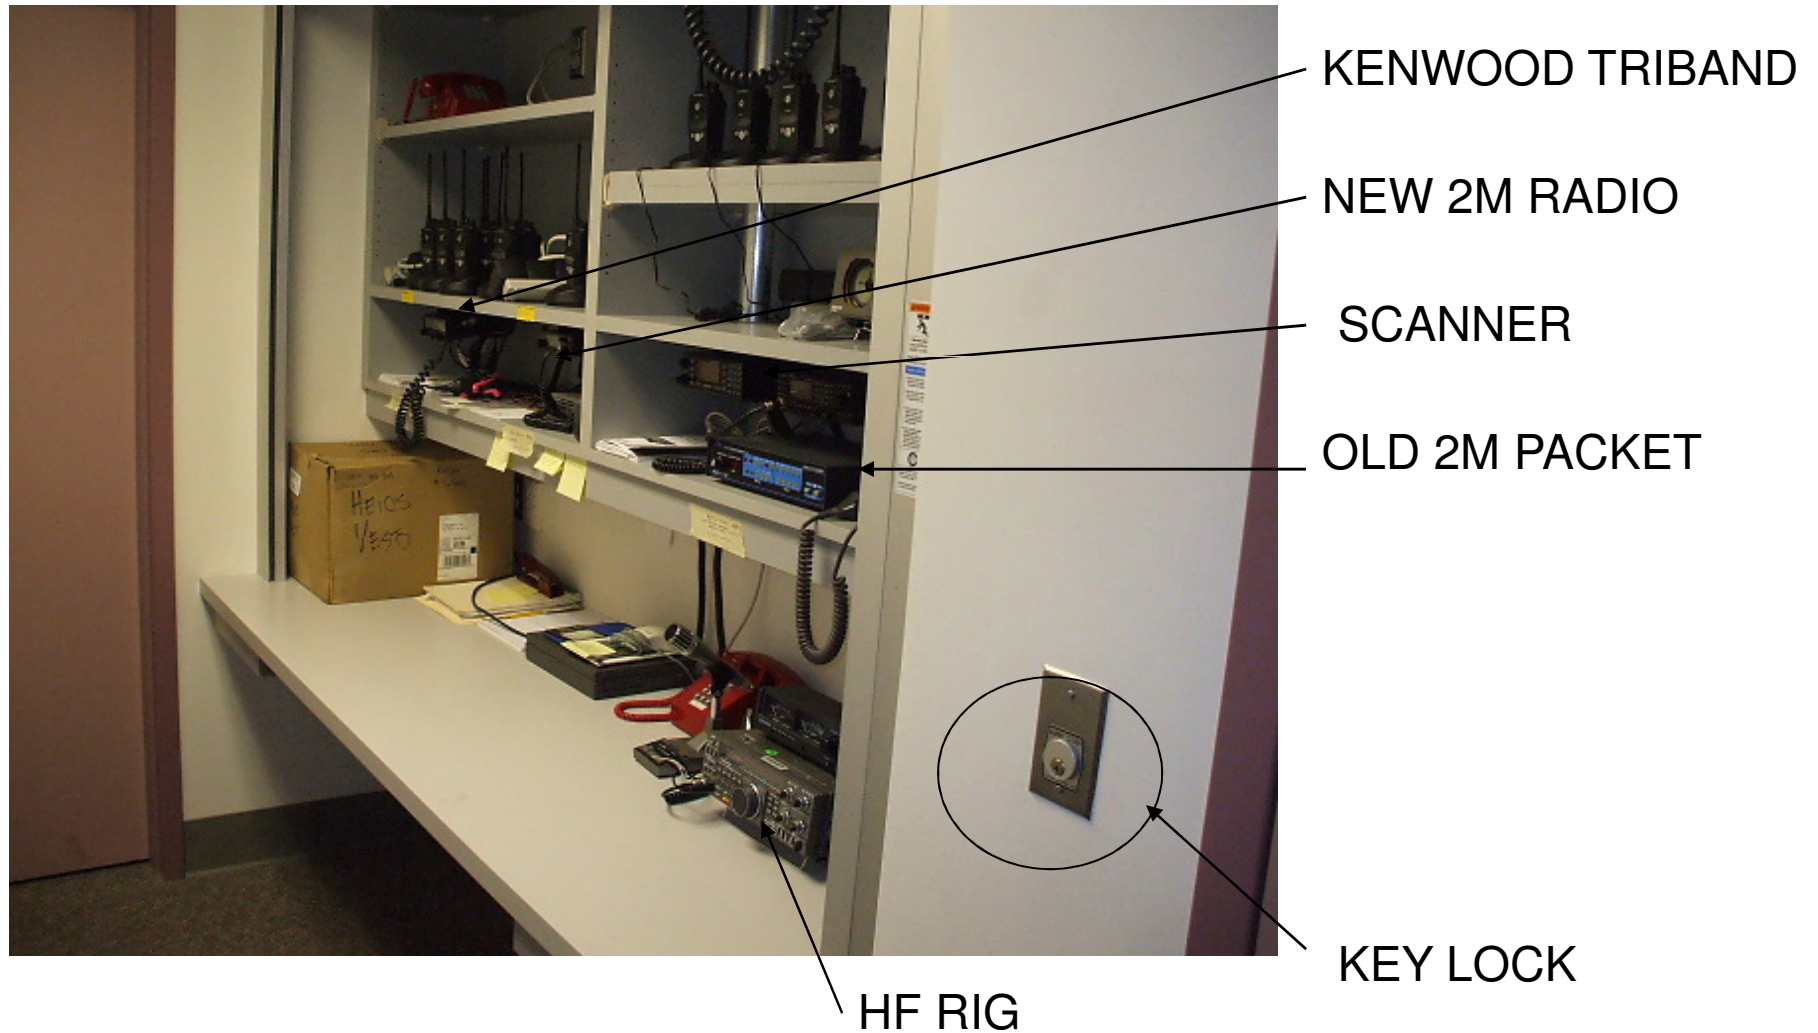 KENWOOD TRIBAND
NEW 2M RADIO
SCANNER
OLD 2M PACKET
KEY LOCK
HF RIG